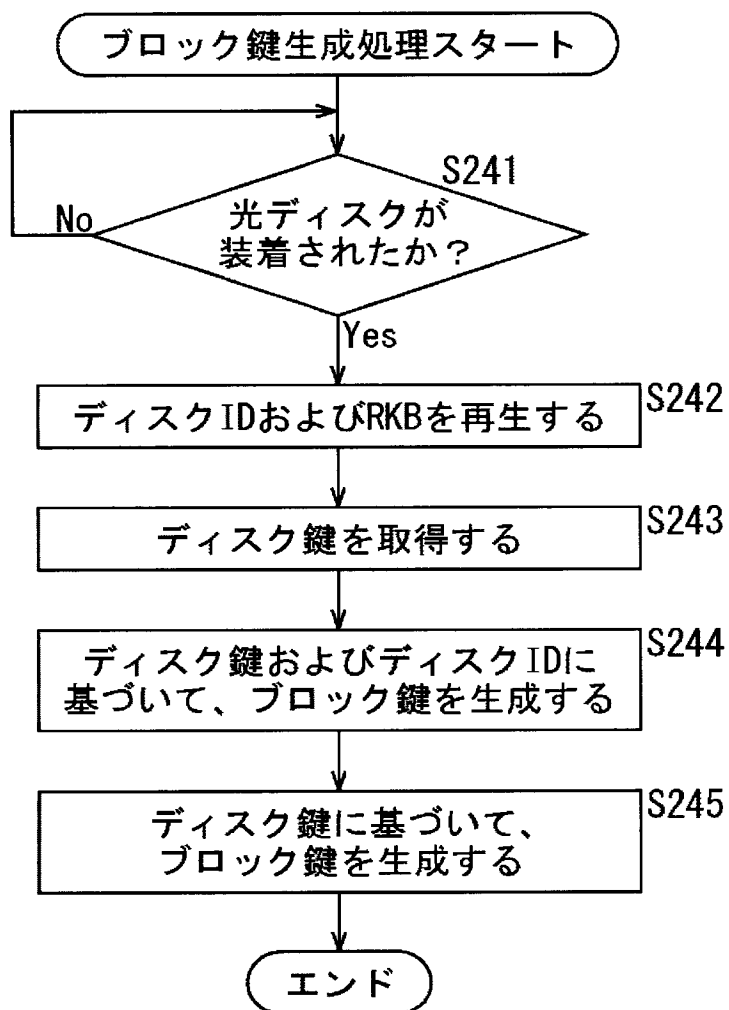 ブロック鍵生成処理スタート
S241
光ディスクが
装着されたか？
No
Yes
S242
ディスクIDおよびRKBを再生する
S243
ディスク鍵を取得する
S244
ディスク鍵およびディスクIDに
基づいて、ブロック鍵を生成する
S245
ディスク鍵に基づいて、
ブロック鍵を生成する
エンド